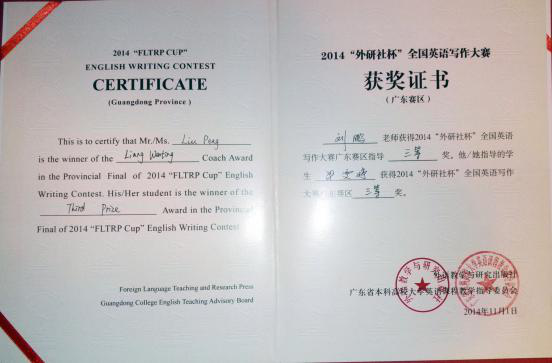 2014 “FLTRP CUP”
ENGLISH WRITING CONTEST
CERTIFICATE
(Guangdong Province)
This is to certify that Mr./Ms. Liu Peng
is the winner of the Liang Wenting Coach Award
in the Provincial Final of 2014 “FLTRP Cup” English
Writing Contest. His/Her student is the winner of the
Third Prize Award in the Provincial
Final of 2014 “FLTRP Cup” English Writing Contest
Foreign Language Teaching and Research Press
Guangdong College English Teaching Advisory Board
2014 “外研社杯” 全国英语写作大赛
获奖证书
（广东赛区）
刘鹏 老师获得2014 “外研社杯” 全国英语
写作大赛广东赛区指导 三等 奖。他/她指导的学
生 获得2014 “外研社杯” 全国英语写作
大赛广东赛区 三等 奖。
外语教学与研究出版社
广东省本科高校大学英语课程教学指导委员会
2014年11月1日